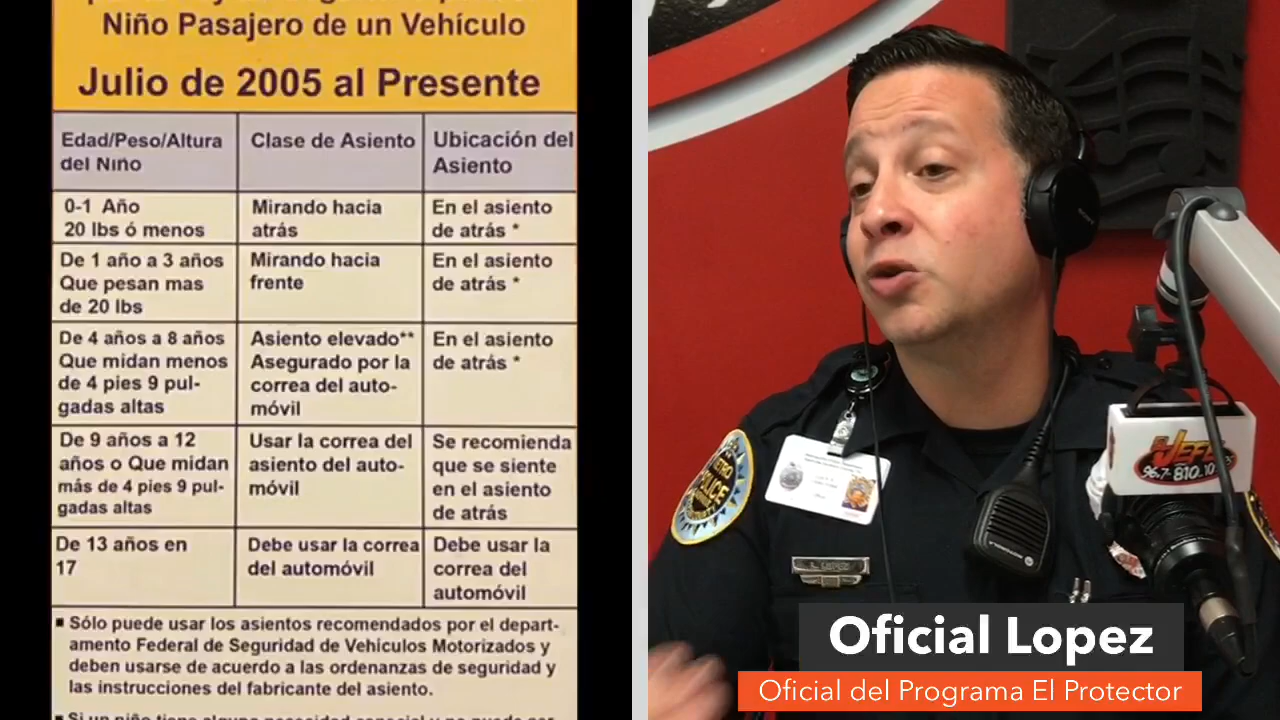 Niño Pasajero de un Vehículo
Julio de 2005 al Presente
Edad/Peso/Altura
del Nino
Clase de Asiento
Ubicación del
Asiento
0-1 Año
20 lbs ó menos
Mirando hacia
atrás
En el asiento
de atrás *
De 1 año a 3 años
Que pesan mas
de 20 lbs
Mirando hacia
frente
En el asiento
de atrás *
De 4 años a 8 años
Que midan menos
de 4 pies 9 pul-
gadas altas
Asiento elevado**
Asegurado por la
correa del auto-
móvil
En el asiento
de atrás *
De 9 años a 12
años o Que midan
más de 4 pies 9 pul-
gadas altas
Usar la correa del
asiento del auto-
móvil
Se recomienda
que se siente
en el asiento
de atrás
De 13 años en
17
Debe usar la correa
del automóvil
Debe usar la
correa del
automóvil
▪ Sólo puede usar los asientos recomendados por el depart-
amento Federal de Seguridad de Vehículos Motorizados y
deben usarse de acuerdo a las ordenanzas de seguridad y
las instrucciones del fabricante del asiento.
METRO
POLICE
El JEFE
96.7-810
Oficial Lopez
Oficial del Programa El Protector